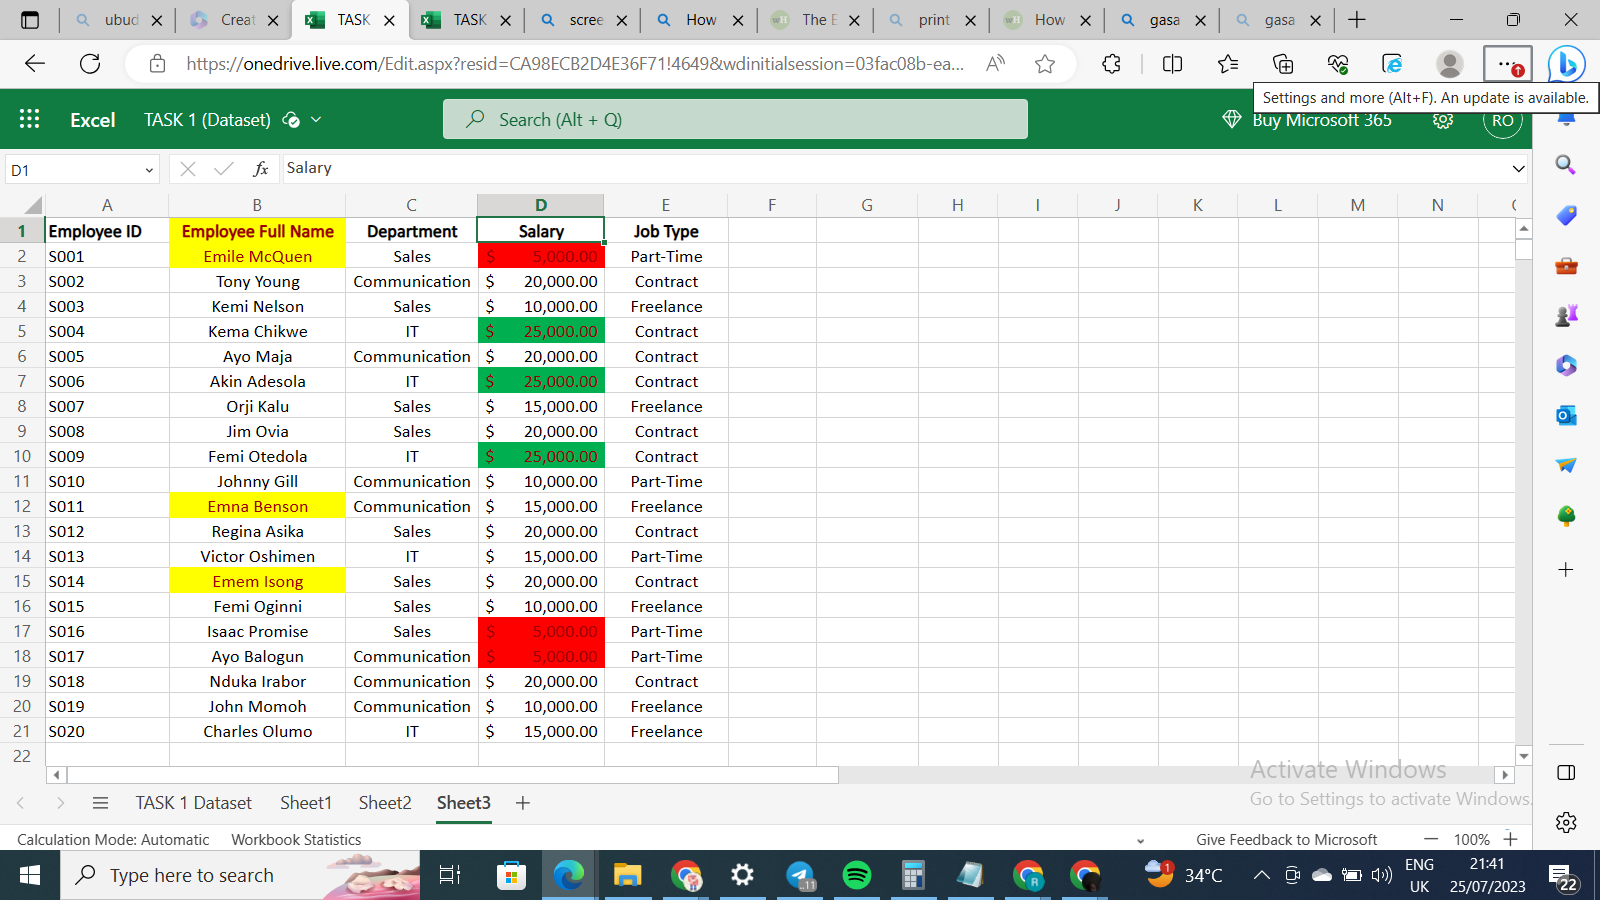 ubud
Creat
TASK
TASK
scree
How
The E
print
How
gasa
gasa
https://onedrive.live.com/Edit.aspx?resid=CA98ECB2D4E36F71!4649&wdinitialsession=03fac08b-ea...
Settings and more (Alt+F). An update is available.
Excel
TASK 1 (Dataset)
Search (Alt + Q)
Buy Microsoft 365
RO
D1
fx
Salary
A B C D E F G H I J K L M N
1 Employee ID Employee Full Name Department Salary Job Type
2 S001 Emile McQuen Sales $ 5,000.00 Part-Time
3 S002 Tony Young Communication $ 20,000.00 Contract
4 S003 Kemi Nelson Sales $ 10,000.00 Freelance
5 S004 Kema Chikwe IT $ 25,000.00 Contract
6 S005 Ayo Maja Communication $ 20,000.00 Contract
7 S006 Akin Adesola IT $ 25,000.00 Contract
8 S007 Orji Kalu Sales $ 15,000.00 Freelance
9 S008 Jim Ovia Sales $ 20,000.00 Contract
10 S009 Femi Otedola IT $ 25,000.00 Contract
11 S010 Johnny Gill Communication $ 10,000.00 Part-Time
12 S011 Emna Benson Communication $ 15,000.00 Freelance
13 S012 Regina Asika Sales $ 20,000.00 Contract
14 S013 Victor Oshimen IT $ 15,000.00 Part-Time
15 S014 Emem Isong Sales $ 20,000.00 Contract
16 S015 Femi Oginni Sales $ 10,000.00 Freelance
17 S016 Isaac Promise Sales $ 5,000.00 Part-Time
18 S017 Ayo Balogun Communication $ 5,000.00 Part-Time
19 S018 Nduka Irabor Communication $ 20,000.00 Contract
20 S019 John Momoh Communication $ 10,000.00 Freelance
21 S020 Charles Olumo IT $ 15,000.00 Freelance
22
Activate Windows
Go to Settings to activate Windows.
TASK 1 Dataset Sheet1 Sheet2 Sheet3
Calculation Mode: Automatic Workbook Statistics Give Feedback to Microsoft 100%
Type here to search
..11
R
1
34°C
ENG
UK
21:41
25/07/2023
22